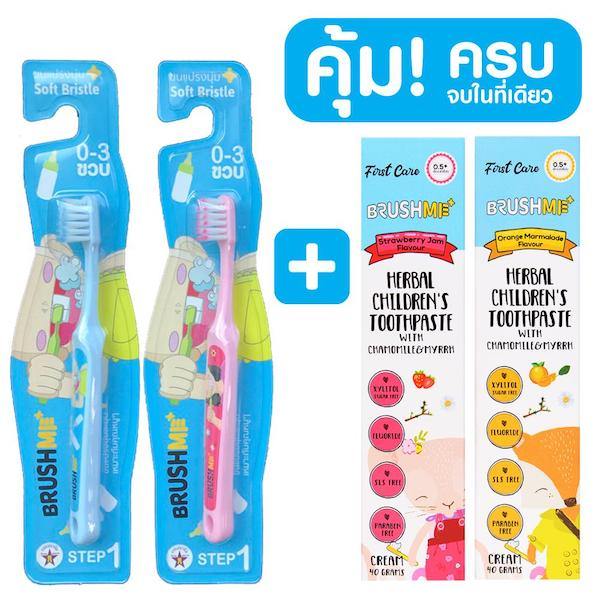 คุ้ม!
ครบ
จบในที่เดียว
ขนแปรงนุ่ม
Soft Bristle
0-3
ขวบ
BRUSHME+
BRUSHME
STEP 1
ขนแปรงนุ่ม
Soft Bristle
0-3
ขวบ
BRUSHME+
BRUSHME
STEP 1
First Care
0.5+
BRUSHME+
Strawberry Jam
Flavour
HERBAL
CHILDREN'S
TOOTHPASTE
WITH
CHAMOMILE&MYRRH
XYLITOL
SUGAR FREE
FLUORIDE
SLS FREE
PARABEN
FREE
CREAM
40 GRAMS
First Care
0.5+
BRUSHME+
Orange Marmalade
Flavour
HERBAL
CHILDREN'S
TOOTHPASTE
WITH
CHAMOMILE&MYRRH
XYLITOL
SUGAR FREE
FLUORIDE
SLS FREE
PARABEN
FREE
CREAM
40 GRAMS